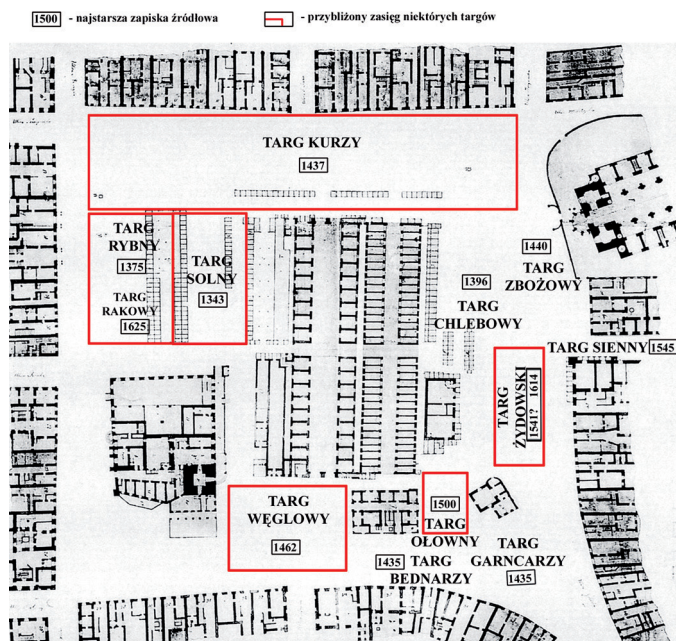 1500 - najstarsza zapiska źródłowa
- przybliżony zasięg niektórych targów
TARG KURZY
1437
TARG
RYBNY
1375
TARG
RAKOWY
1625
TARG
SOLNY
1343
1440
TARG
ZBOŻOWY
1396
TARG
CHLEBOWY
TARG SIENNY 1545
TARG
ŻYDOWSKI
1541? 1614
TARG
WĘGLOWY
1462
1500
TARG
OŁOWNY
1435 TARG
BEDNARZY
TARG
GARNCARZY
1435